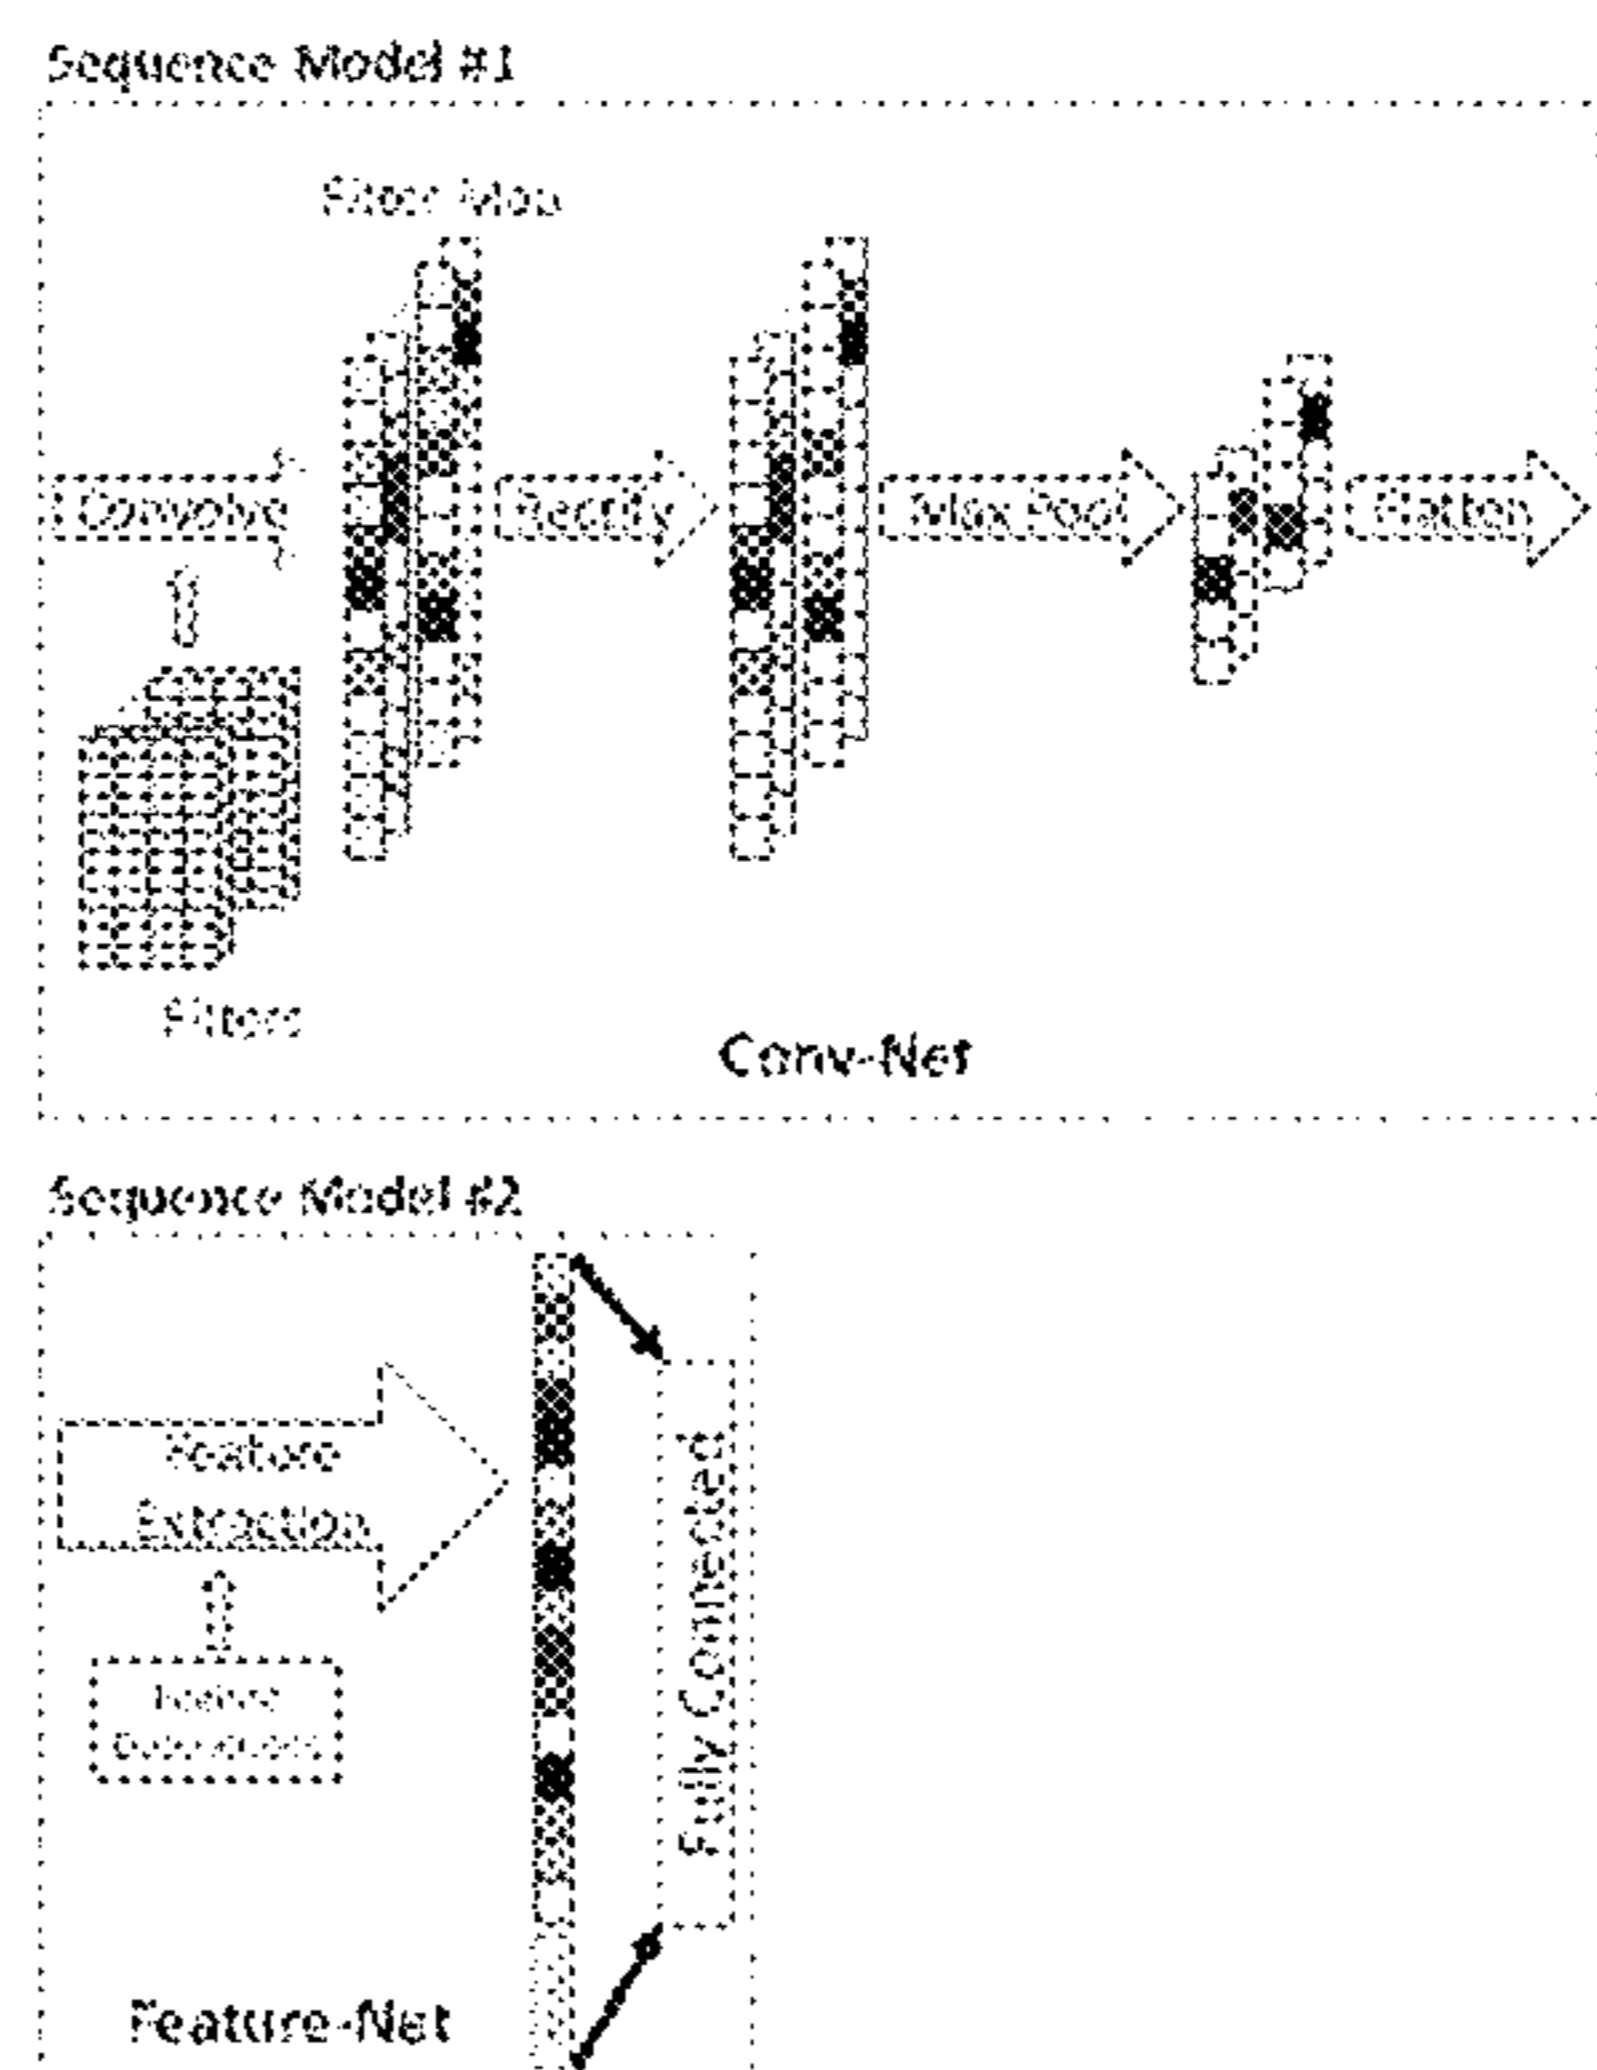 Sequence Model #1
Filter Map
Convolve
Rectify
Max Pool
Flatten
Filters
Conv-Net
Sequence Model #2
Feature
Extraction
Fully Connected
Feature-Net